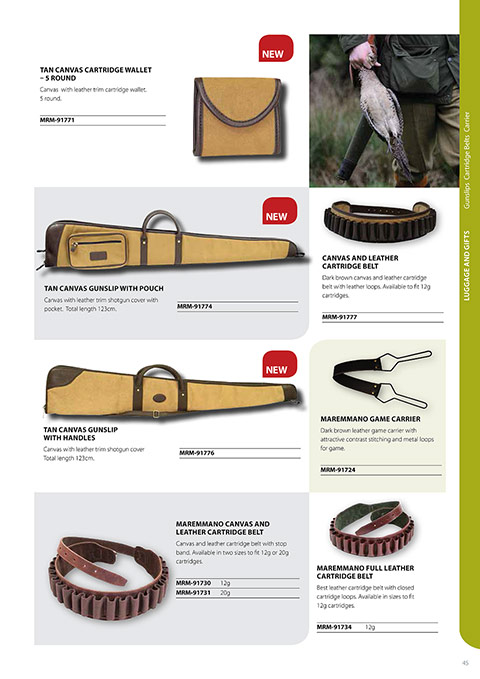 NEW
TAN CANVAS CARTRIDGE WALLET
– 5 ROUND
Canvas with leather trim cartridge wallet.
5 round.
MRM-91771
NEW
TAN CANVAS GUNSLIP WITH POUCH
Canvas with leather trim shotgun cover with
pocket. Total length 123cm.
MRM-91774
CANVAS AND LEATHER
CARTRIDGE BELT
Dark brown canvas and leather cartridge
belt with leather loops. Available to fit 12g
cartridges.
MRM-91777
NEW
TAN CANVAS GUNSLIP
WITH HANDLES
Canvas with leather trim shotgun cover
Total length 123cm.
MRM-91776
MAREMMANO GAME CARRIER
Dark brown leather game carrier with
attractive contrast stitching and metal loops
for game.
MRM-91724
MAREMMANO CANVAS AND
LEATHER CARTRIDGE BELT
Canvas and leather cartridge belt with stop
band. Available in two sizes to fit 12g or 20g
cartridges.
MRM-91730 12g
MRM-91731 20g
MAREMMANO FULL LEATHER
CARTRIDGE BELT
Best leather cartridge belt with closed
cartridge loops. Available in sizes to fit
12g cartridges.
MRM-91734 12g
LUGGAGE AND GIFTS Gunslips Cartridge Belts Carrier
45